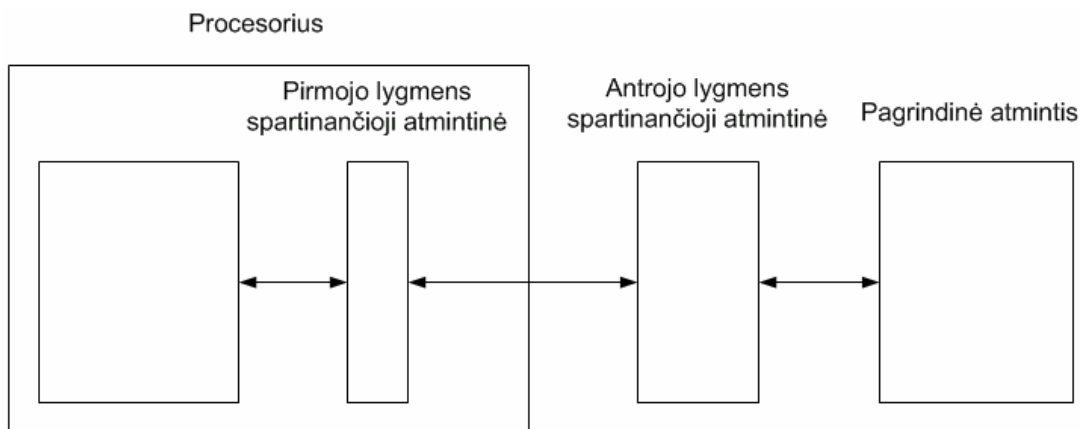 Procesorius
Pirmojo lygmens
spartinančioji atmintinė
Antrojo lygmens
spartinančioji atmintinė
Pagrindinė atmintis